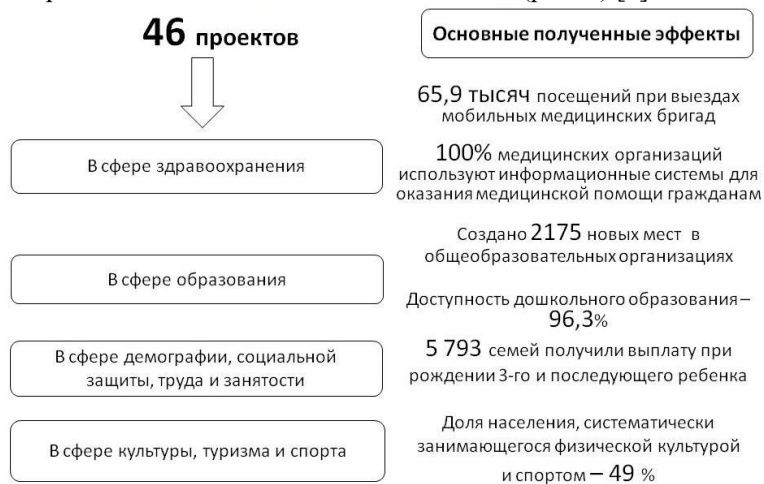 46 проектов
Основные полученные эффекты
65,9 тысяч посещений при выездах
мобильных медицинских бригад
В сфере здравоохранения
100% медицинских организаций
используют информационные системы для
оказания медицинской помощи гражданам
Создано 2175 новых мест в
общеобразовательных организациях
В сфере образования
Доступность дошкольного образования –
96,3%
В сфере демографии, социальной
защиты, труда и занятости
5 793 семей получили выплату при
рождении 3-го и последующего ребенка
В сфере культуры, туризма и спорта
Доля населения, систематически
занимающегося физической культурой
и спортом – 49 %